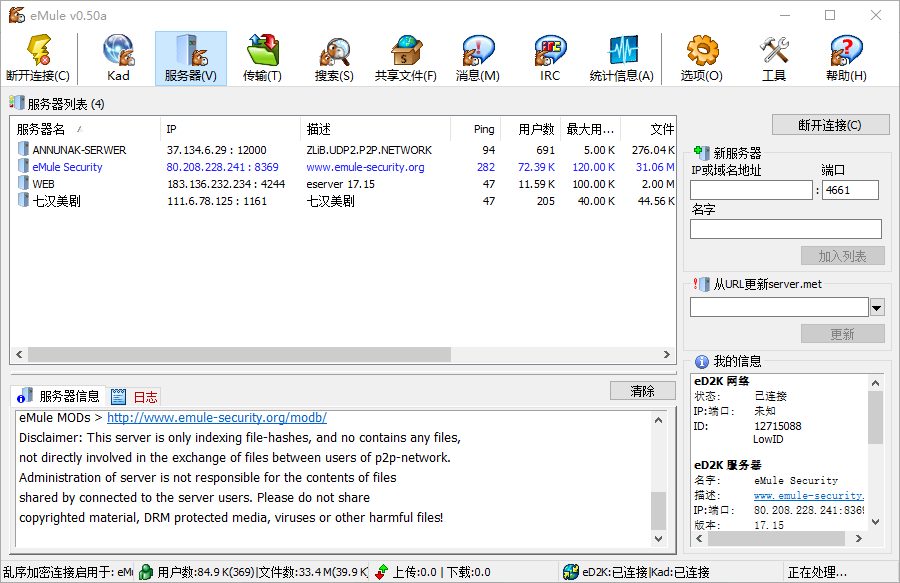 eMule v0.50a
断开连接(C) Kad 服务器(V) 传输(T) 搜索(S) 共享文件(F) 消息(M) IRC 统计信息(A) 选项(O) 工具 帮助(H)
服务器列表 (4)
服务器名 IP 描述 Ping 用户数 最大用... 文件
ANNUNAK-SERWER 37.134.6.29 : 12000 ZLiB.UDP2.P2P.NETWORK 94 691 5.00 K 276.04 K
eMule Security 80.208.228.241 : 8369 www.emule-security.org 282 72.39 K 120.00 K 31.06 M
WEB 183.136.232.234 : 4244 eserver 17.15 47 11.59 K 100.00 K 2.00 M
七汉美剧 111.6.78.125 : 1161 七汉美剧 47 205 40.00 K 44.56 K
断开连接(C)
新服务器
IP或域名地址 端口
: 4661
名字
加入列表
从URL更新server.met
更新
服务器信息 日志 清除
eMule MODs > http://www.emule-security.org/modb/
Disclaimer: This server is only indexing file-hashes, and no contains any files,
not directly involved in the exchange of files between users of p2p-network.
Administration of server is not responsible for the contents of files
shared by connected to the server users. Please do not share
copyrighted material, DRM protected media, viruses or other harmful files!
我的信息
eD2K 网络
状态: 已连接
IP:端口: 未知
ID: 12715088
LowID
eD2K 服务器
名字: eMule Security
描述: www.emule-security.
IP:端口: 80.208.228.241:8369
版本: 17.15
乱序加密连接启用于: eMu 用户数:84.9 K(369)|文件数:33.4 M(39.9 K 上传:0.0 | 下载:0.0 eD2K:已连接|Kad:已连接 正在处理...